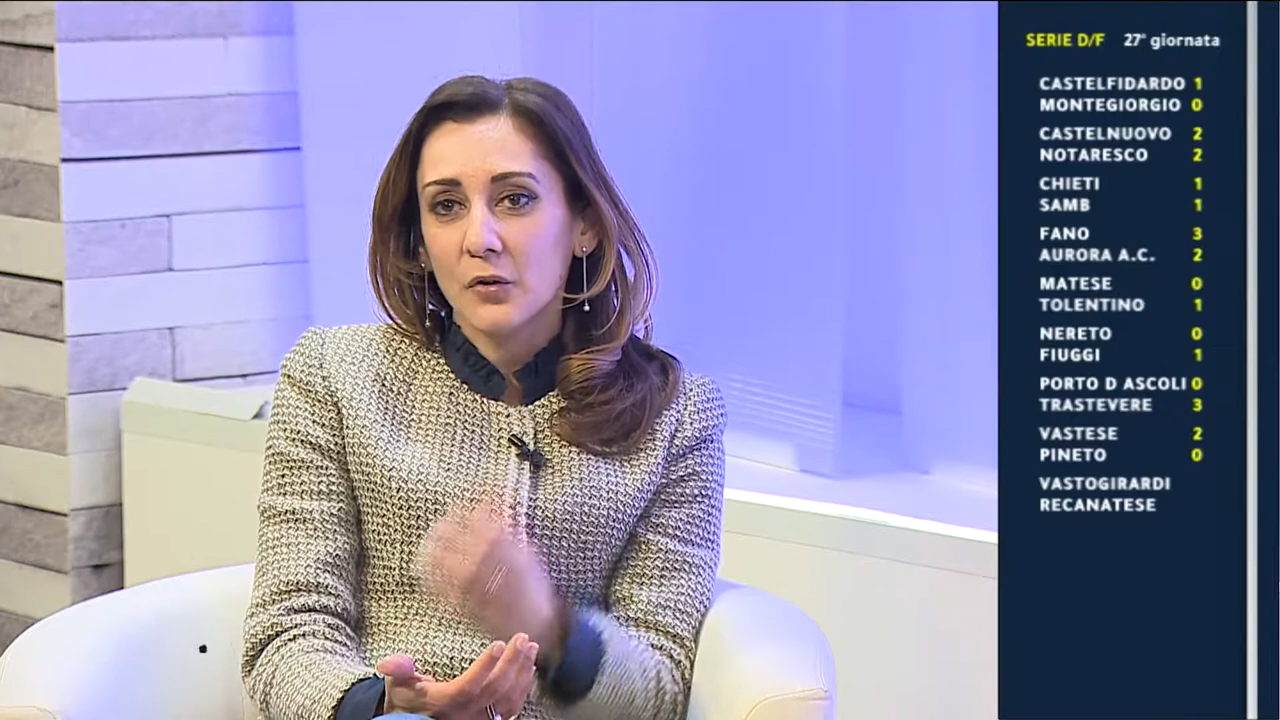 SERIE D/F 27ª giornata
CASTELFIDARDO 1
MONTEGIORGIO 0
CASTELNUOVO 2
NOTARESCO 2
CHIETI 1
SAMB 1
FANO 3
AURORA A.C. 2
MATESE 0
TOLENTINO 1
NERETO 0
FIUGGI 1
PORTO D ASCOLI 0
TRASTEVERE 3
VASTESE 2
PINETO 0
VASTOGIRARDI
RECANATESE